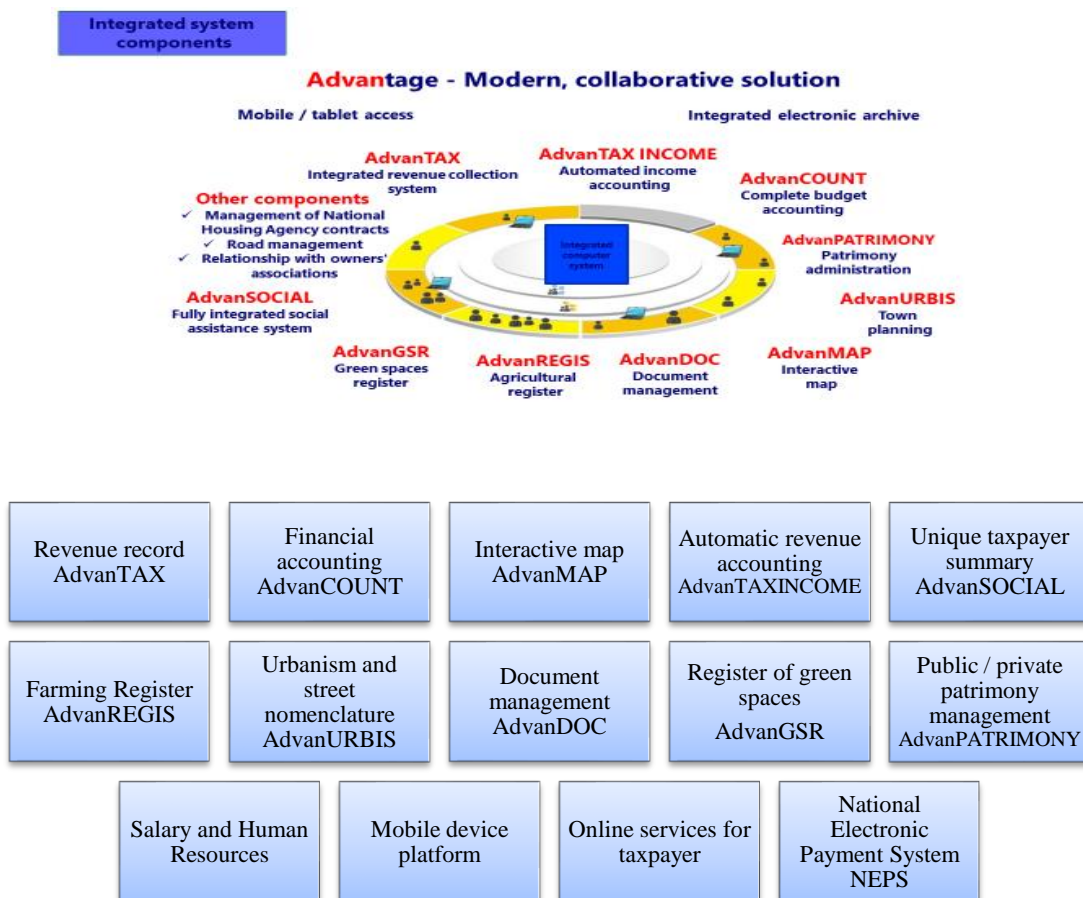 Integrated system
components
Advantage - Modern, collaborative solution
Mobile / tablet access
Integrated electronic archive
AdvanTAX
Integrated revenue collection
system
AdvanTAX INCOME
Automated income
accounting
AdvanCOUNT
Complete budget
accounting
Other components
✓ Management of National
Housing Agency contracts
✓ Road management
✓ Relationship with owners'
associations
Integrated
computer
system
AdvanPATRIMONY
Patrimony
administration
AdvanSOCIAL
Fully integrated social
assistance system
AdvanURBIS
Town
planning
AdvanGSR
Green spaces
register
AdvanREGIS
Agricultural
register
AdvanDOC
Document
management
AdvanMAP
Interactive
map
Revenue record
AdvanTAX
Financial
accounting
AdvanCOUNT
Interactive map
AdvanMAP
Automatic revenue
accounting
AdvanTAXINCOME
Unique taxpayer
summary
AdvanSOCIAL
Farming Register
AdvanREGIS
Urbanism and
street
nomenclature
AdvanURBIS
Document
management
AdvanDOC
Register of green
spaces
AdvanGSR
Public / private
patrimony
management
AdvanPATRIMONY
Salary and Human
Resources
Mobile device
platform
Online services for
taxpayer
National
Electronic
Payment System
NEPS